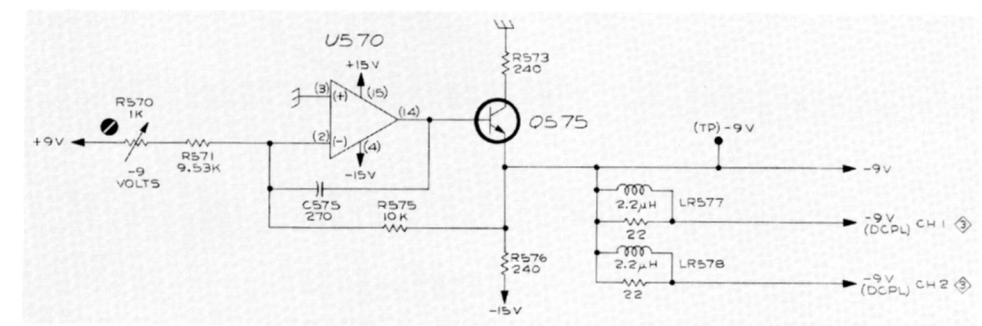 U570
+15V
(3)
(+)
(15)
(14)
(2)
(-)
(4)
-15V
R570
1K
+9V
-9
VOLTS
R571
9.53K
C575
270
R575
10K
R573
240
Q575
R576
240
-15V
(TP) -9V
-9V
2.2µH
LR577
22
-9V
(DCPL) CH 1 3
2.2µH
LR578
22
-9V
(DCPL) CH 2 3